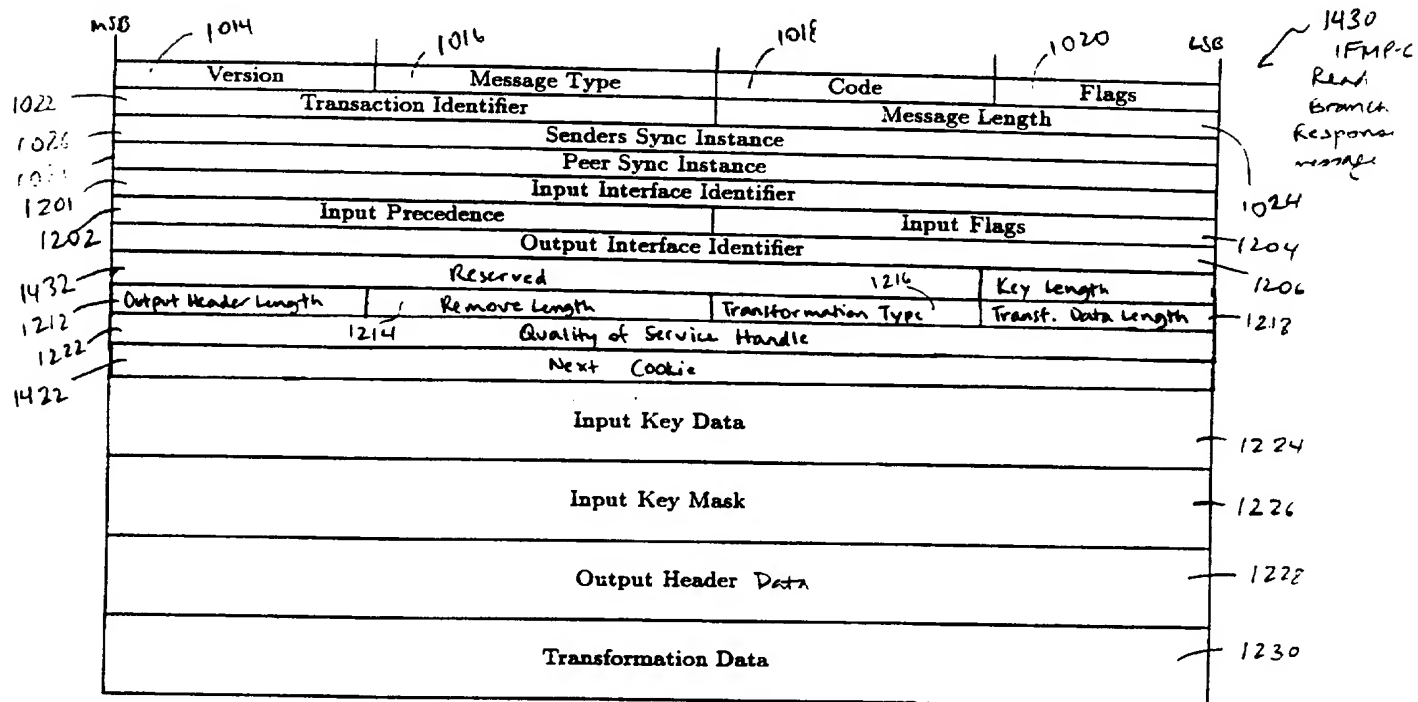 MSB 1014 1016 1018 1020 LSB 1430
IFMP-C
Read
Branch
Response
message
Version Message Type Code Flags
1022 Transaction Identifier Message Length 1024
1026 Senders Sync Instance
Peer Sync Instance
1201 Input Interface Identifier
1202 Input Precedence Input Flags 1204
Output Interface Identifier 1206
1432 Reserved 1216 Key Length
1212 Output Header Length Remove Length Transformation Type Transf. Data Length 1218
1222 1214 Quality of Service Handle
1422 Next Cookie
Input Key Data 1224
Input Key Mask 1226
Output Header Data 1228
Transformation Data 1230